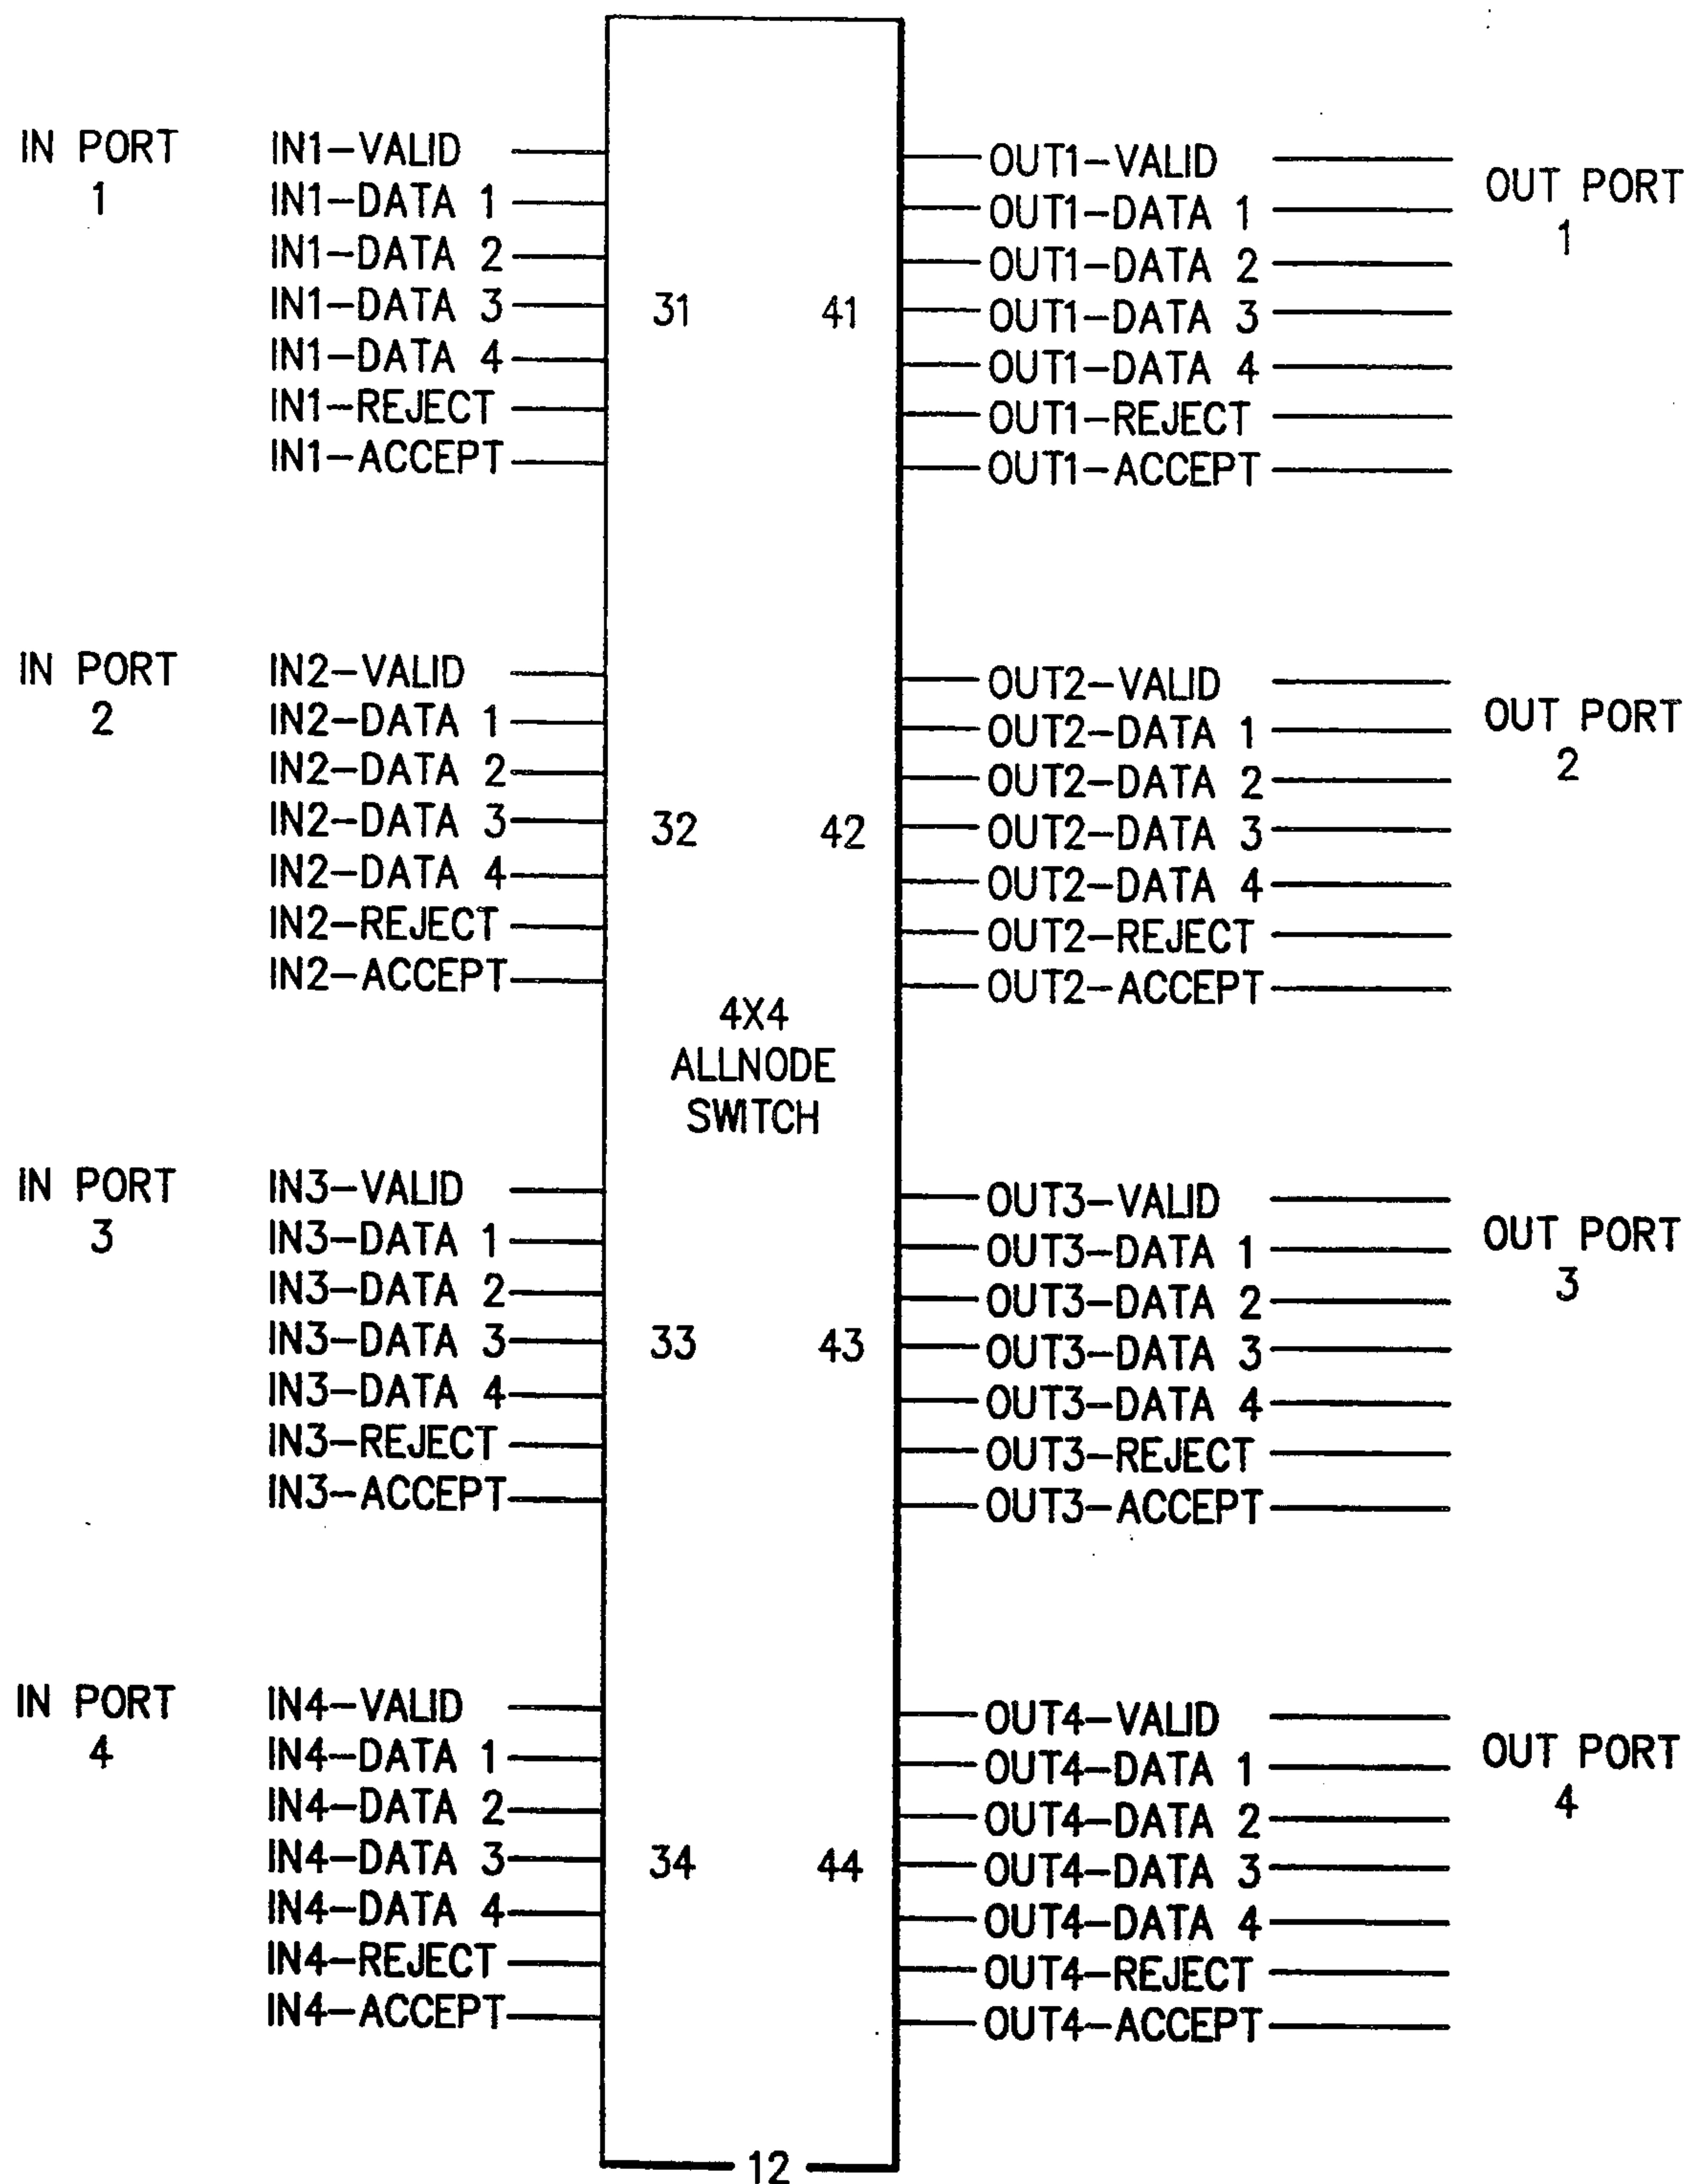 IN PORT
1
IN1-VALID
IN1-DATA 1
IN1-DATA 2
IN1-DATA 3
IN1-DATA 4
IN1-REJECT
IN1-ACCEPT
31
41
OUT1-VALID
OUT1-DATA 1
OUT1-DATA 2
OUT1-DATA 3
OUT1-DATA 4
OUT1-REJECT
OUT1-ACCEPT
OUT PORT
1
IN PORT
2
IN2-VALID
IN2-DATA 1
IN2-DATA 2
IN2-DATA 3
IN2-DATA 4
IN2-REJECT
IN2-ACCEPT
32
42
OUT2-VALID
OUT2-DATA 1
OUT2-DATA 2
OUT2-DATA 3
OUT2-DATA 4
OUT2-REJECT
OUT2-ACCEPT
OUT PORT
2
4X4
ALLNODE
SWITCH
IN PORT
3
IN3-VALID
IN3-DATA 1
IN3-DATA 2
IN3-DATA 3
IN3-DATA 4
IN3-REJECT
IN3-ACCEPT
33
43
OUT3-VALID
OUT3-DATA 1
OUT3-DATA 2
OUT3-DATA 3
OUT3-DATA 4
OUT3-REJECT
OUT3-ACCEPT
OUT PORT
3
IN PORT
4
IN4-VALID
IN4-DATA 1
IN4-DATA 2
IN4-DATA 3
IN4-DATA 4
IN4-REJECT
IN4-ACCEPT
34
44
OUT4-VALID
OUT4-DATA 1
OUT4-DATA 2
OUT4-DATA 3
OUT4-DATA 4
OUT4-REJECT
OUT4-ACCEPT
OUT PORT
4
12